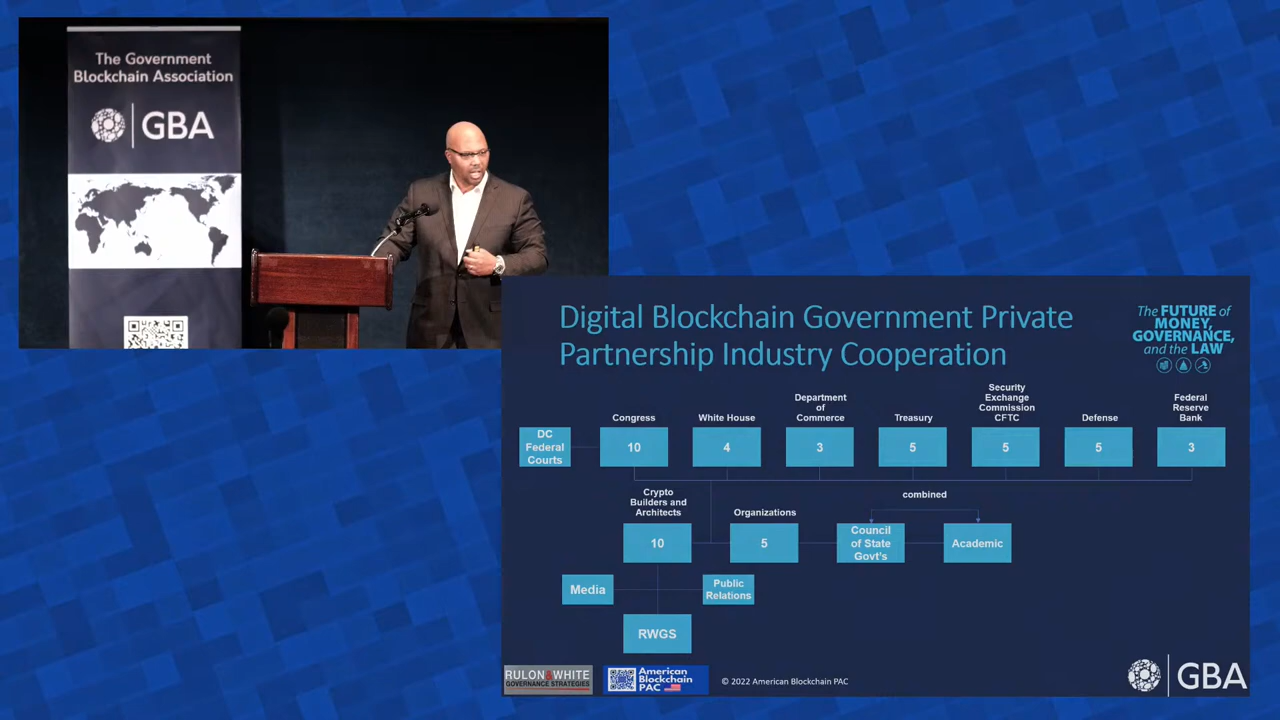 The Government
Blockchain Association
GBA
Digital Blockchain Government Private
Partnership Industry Cooperation
The FUTURE of
MONEY,
GOVERNANCE,
and the LAW
Congress
White House
Department
of
Commerce
Treasury
Security
Exchange
Commission
CFTC
Defense
Federal
Reserve
Bank
DC
Federal
Courts
10
4
3
5
5
5
3
Crypto
Builders and
Architects
Organizations
combined
10
5
Council
of State
Govt's
Academic
Media
Public
Relations
RWGS
RULON&WHITE
GOVERNANCE STRATEGIES
American
Blockchain
PAC
© 2022 American Blockchain PAC
GBA